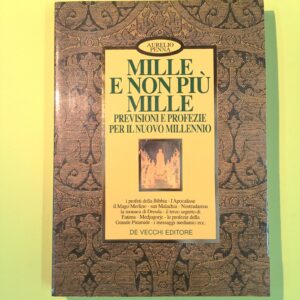 AURELIO
PENNA
MILLE
E NON PIÙ
MILLE
PREVISIONI E PROFEZIE
PER IL NUOVO MILLENNIO
i profeti della Bibbia - l'Apocalisse
il Mago Merlino - san Malachia - Nostradamus
la monaca di Dresda - il terzo segreto di
Fatima - Medjugorje - le profezie della
Grande Piramide - i messaggi medianici ecc.
DE VECCHI EDITORE